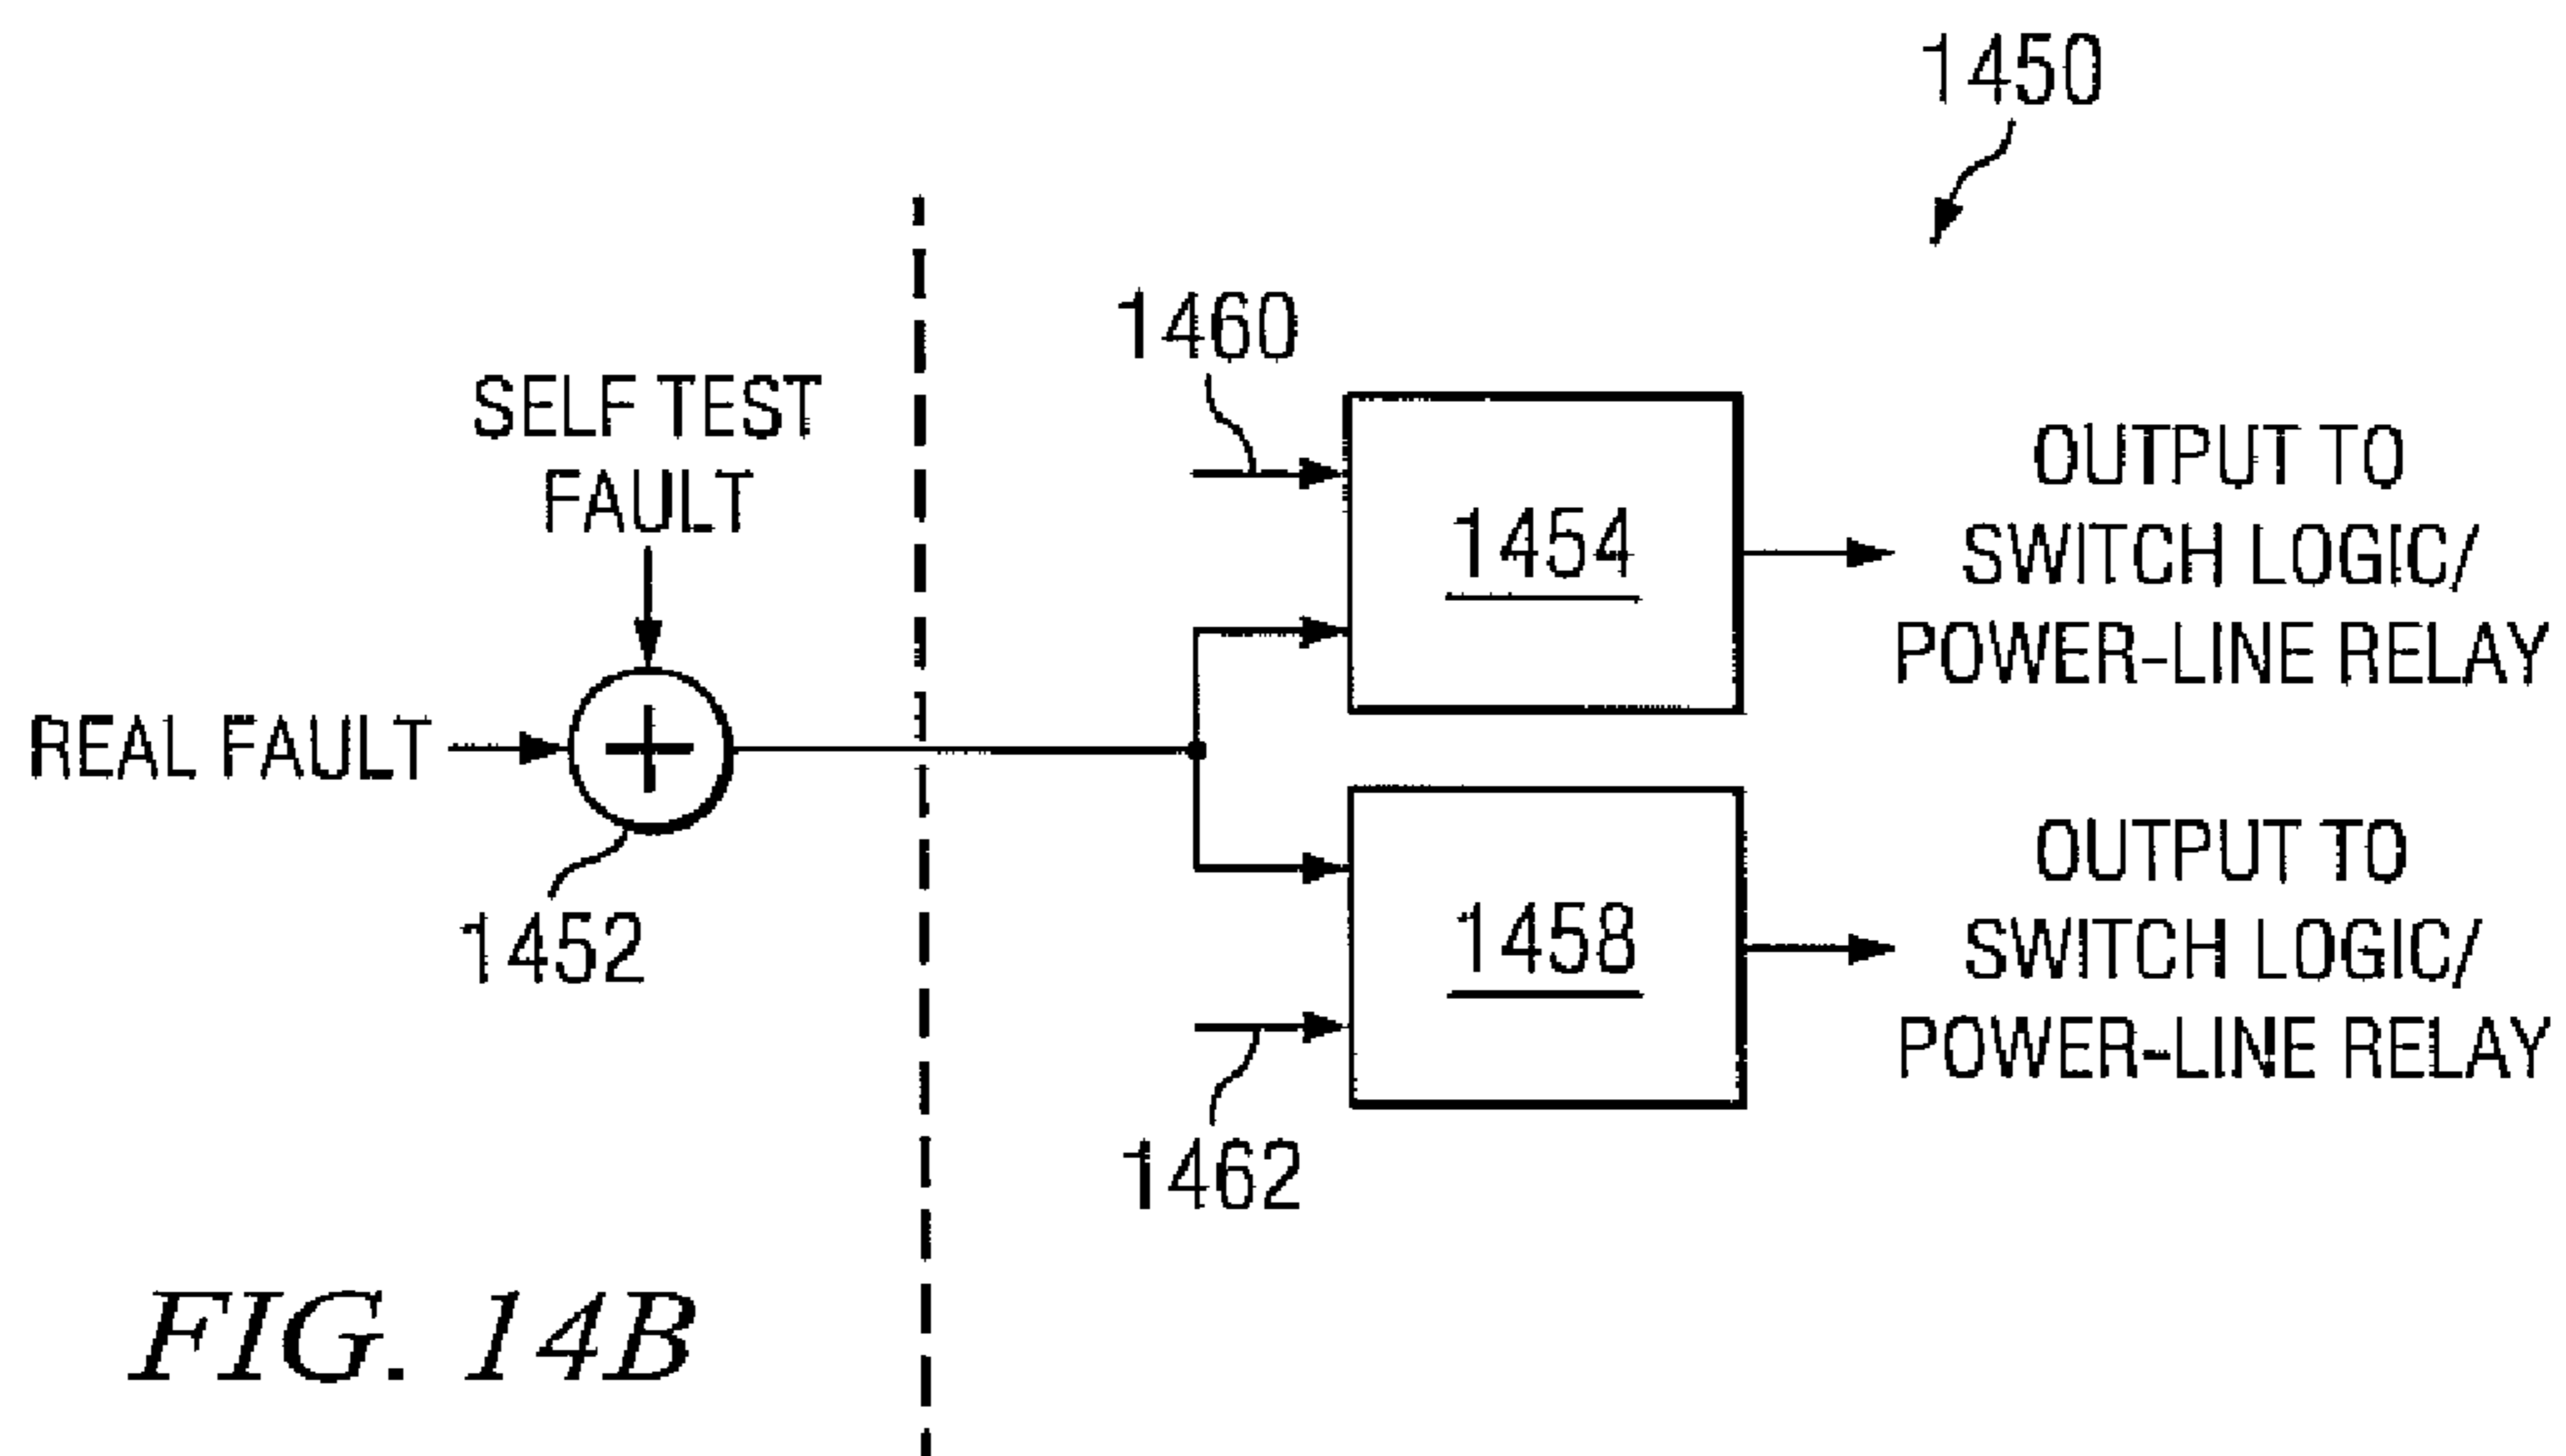 1450
1460
SELF TEST
FAULT
1454
OUTPUT TO
SWITCH LOGIC/
POWER-LINE RELAY
REAL FAULT
1452
1458
OUTPUT TO
SWITCH LOGIC/
POWER-LINE RELAY
1462
FIG. 14B